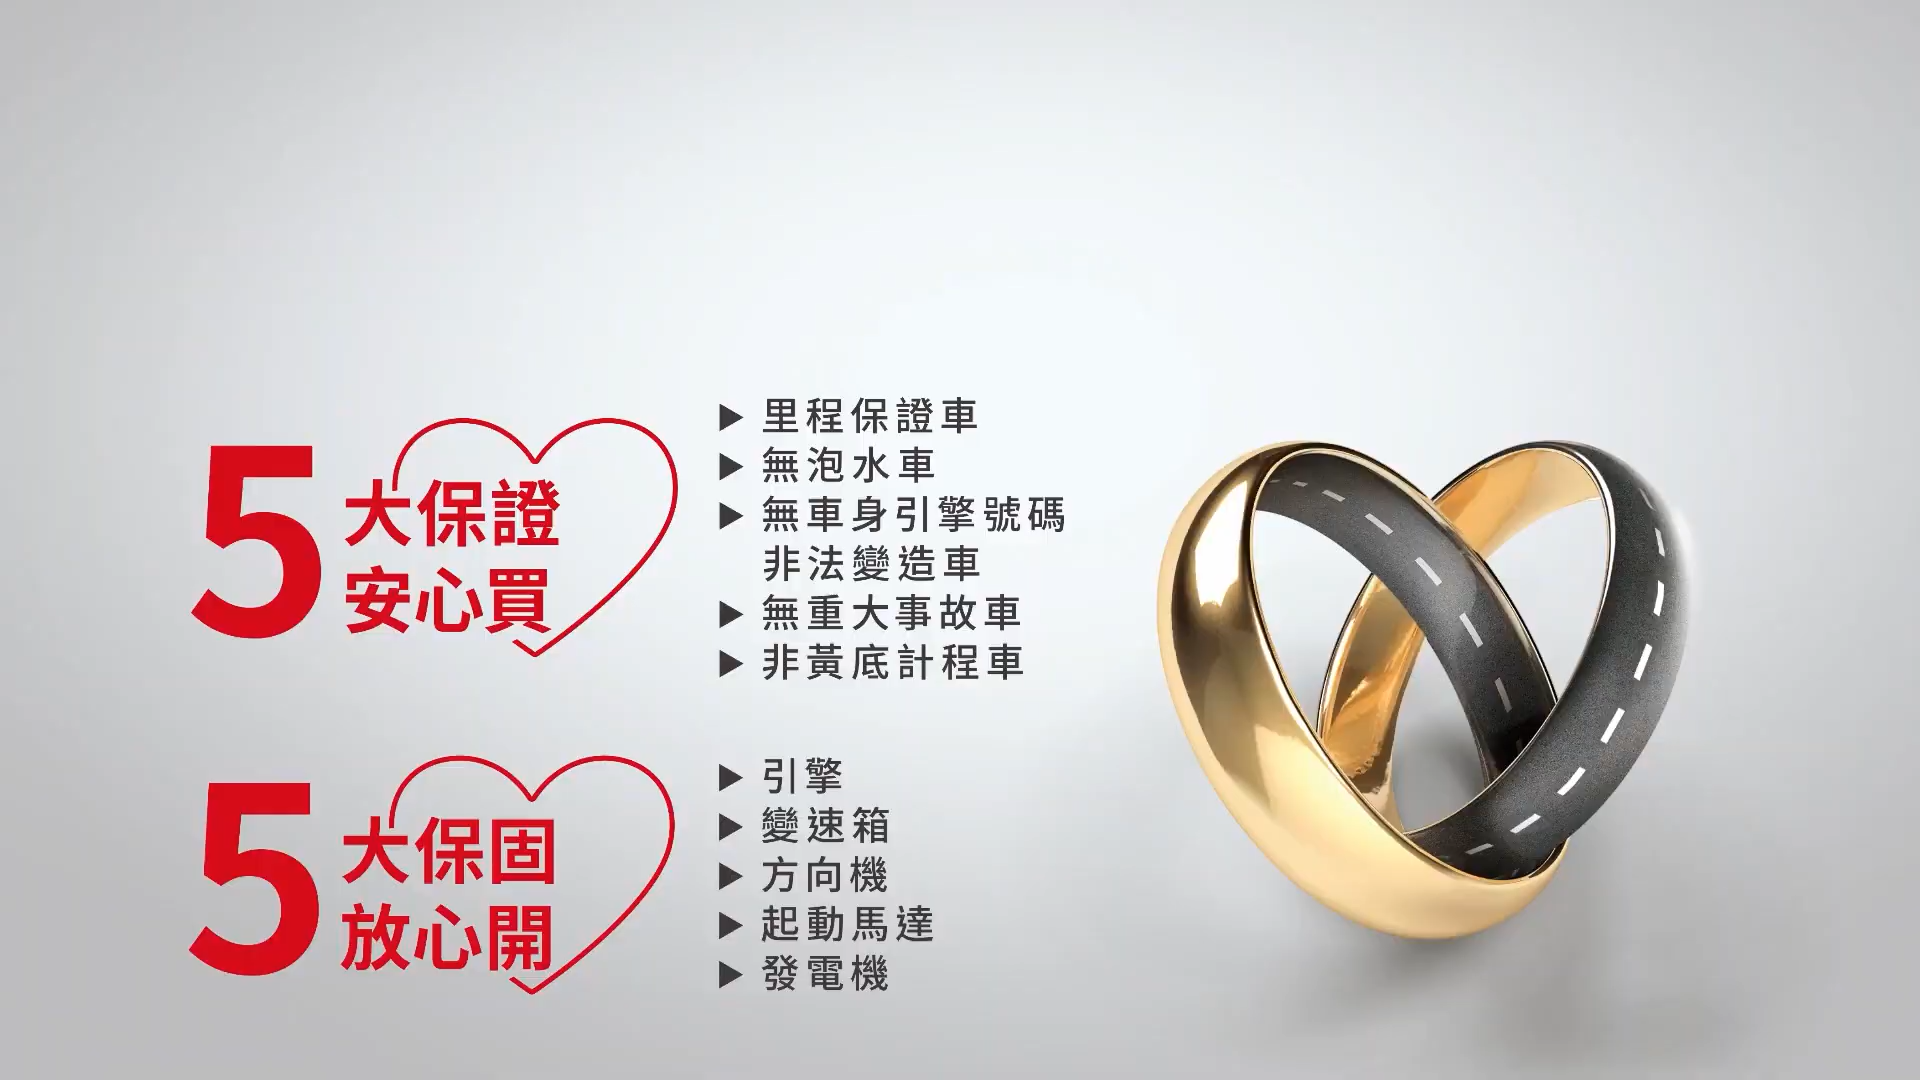 5大保證
安心買
▶ 里程保證車
▶ 無泡水車
▶ 無車身引擎號碼
非法變造車
▶ 無重大事故車
▶ 非黃底計程車
5大保固
放心開
▶ 引擎
▶ 變速箱
▶ 方向機
▶ 起動馬達
▶ 發電機